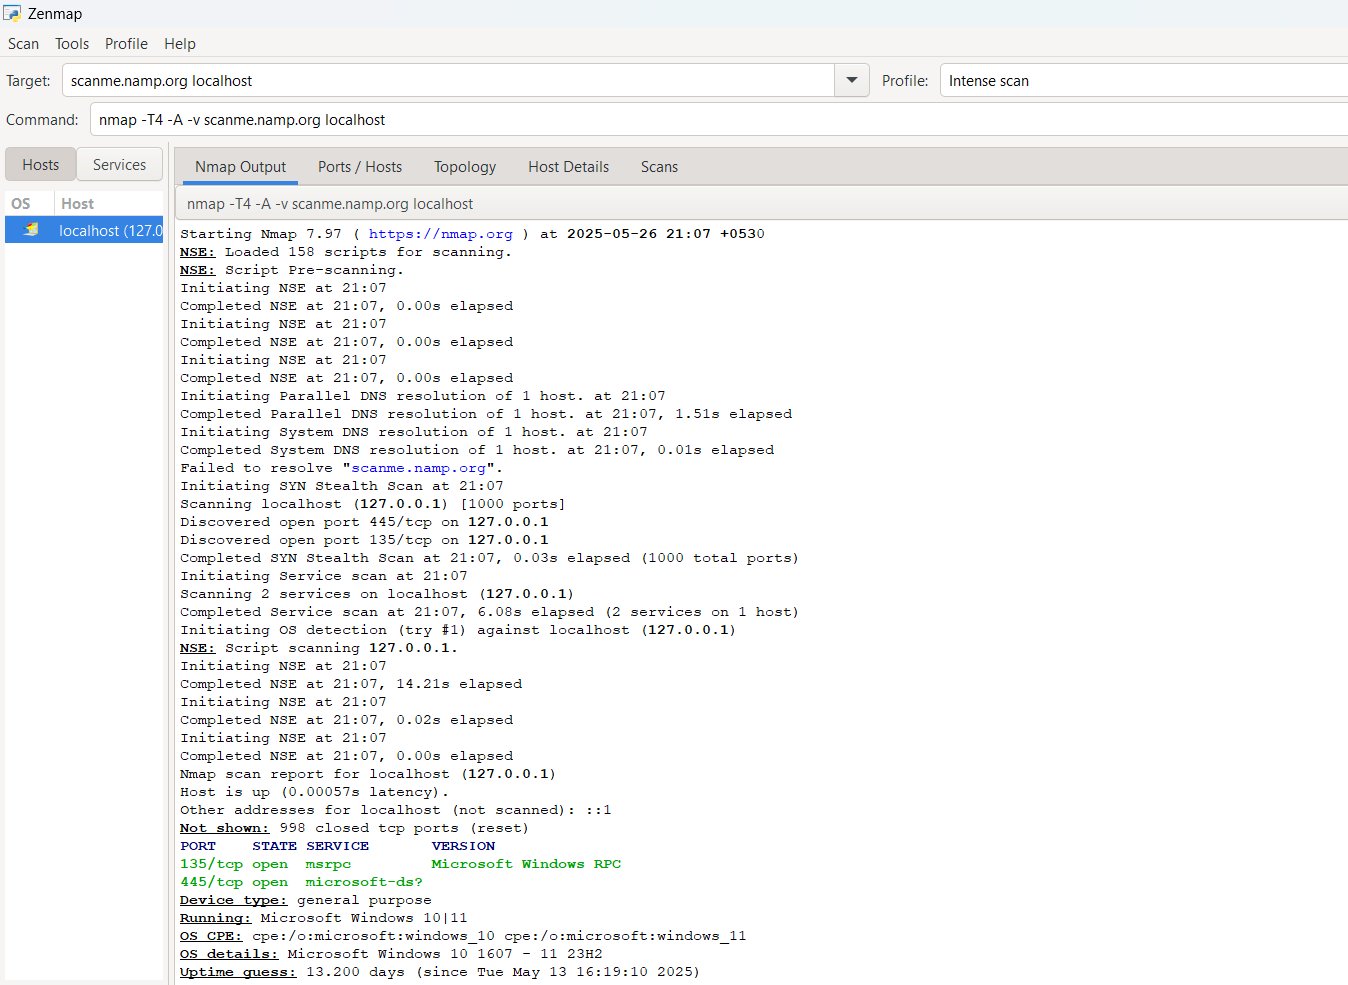 Zenmap
Scan Tools Profile Help
Target: scanme.namp.org localhost Profile: Intense scan
Command: nmap -T4 -A -v scanme.namp.org localhost
Hosts Services Nmap Output Ports / Hosts Topology Host Details Scans
OS Host nmap -T4 -A -v scanme.namp.org localhost
localhost (127.0
Starting Nmap 7.97 ( https://nmap.org ) at 2025-05-26 21:07 +0530
NSE: Loaded 158 scripts for scanning.
NSE: Script Pre-scanning.
Initiating NSE at 21:07
Completed NSE at 21:07, 0.00s elapsed
Initiating NSE at 21:07
Completed NSE at 21:07, 0.00s elapsed
Initiating NSE at 21:07
Completed NSE at 21:07, 0.00s elapsed
Initiating Parallel DNS resolution of 1 host. at 21:07
Completed Parallel DNS resolution of 1 host. at 21:07, 1.51s elapsed
Initiating System DNS resolution of 1 host. at 21:07
Completed System DNS resolution of 1 host. at 21:07, 0.01s elapsed
Failed to resolve "scanme.namp.org".
Initiating SYN Stealth Scan at 21:07
Scanning localhost (127.0.0.1) [1000 ports]
Discovered open port 445/tcp on 127.0.0.1
Discovered open port 135/tcp on 127.0.0.1
Completed SYN Stealth Scan at 21:07, 0.03s elapsed (1000 total ports)
Initiating Service scan at 21:07
Scanning 2 services on localhost (127.0.0.1)
Completed Service scan at 21:07, 6.08s elapsed (2 services on 1 host)
Initiating OS detection (try #1) against localhost (127.0.0.1)
NSE: Script scanning 127.0.0.1.
Initiating NSE at 21:07
Completed NSE at 21:07, 14.21s elapsed
Initiating NSE at 21:07
Completed NSE at 21:07, 0.02s elapsed
Initiating NSE at 21:07
Completed NSE at 21:07, 0.00s elapsed
Nmap scan report for localhost (127.0.0.1)
Host is up (0.00057s latency).
Other addresses for localhost (not scanned): ::1
Not shown: 998 closed tcp ports (reset)
PORT STATE SERVICE VERSION
135/tcp open msrpc Microsoft Windows RPC
445/tcp open microsoft-ds?
Device type: general purpose
Running: Microsoft Windows 10|11
OS CPE: cpe:/o:microsoft:windows_10 cpe:/o:microsoft:windows_11
OS details: Microsoft Windows 10 1607 - 11 23H2
Uptime guess: 13.200 days (since Tue May 13 16:19:10 2025)